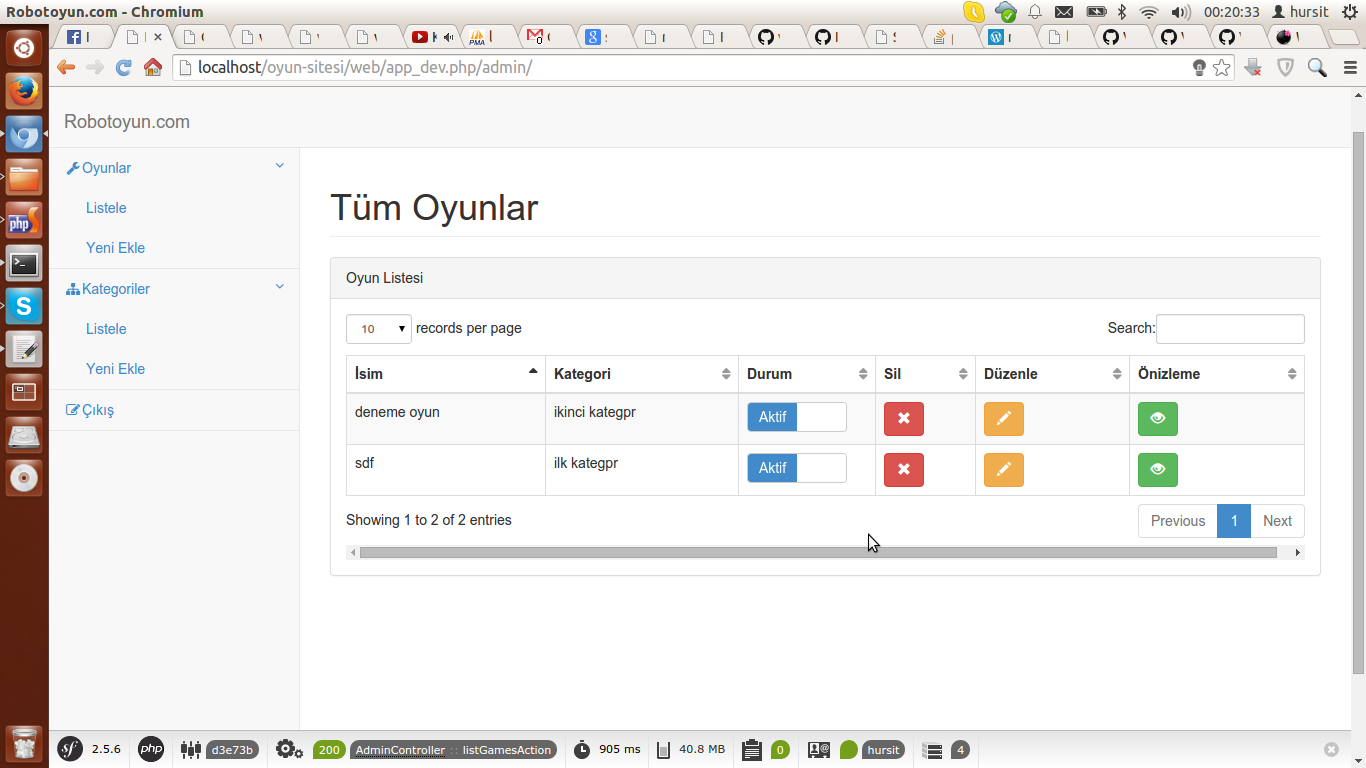 Robotoyun.com - Chromium
00:20:33 hursit
localhost/oyun-sitesi/web/app_dev.php/admin/
Robotoyun.com
Oyunlar
Listele
Yeni Ekle
Kategoriler
Listele
Yeni Ekle
Çıkış
Tüm Oyunlar
Oyun Listesi
10 records per page
Search:
İsim Kategori Durum Sil Düzenle Önizleme
deneme oyun ikinci kategpr Aktif
sdf ilk kategpr Aktif
Showing 1 to 2 of 2 entries
Previous 1 Next
sf 2.5.6 php d3e73b 200 AdminController :: listGamesAction 905 ms 40.8 MB 0 hursit 4